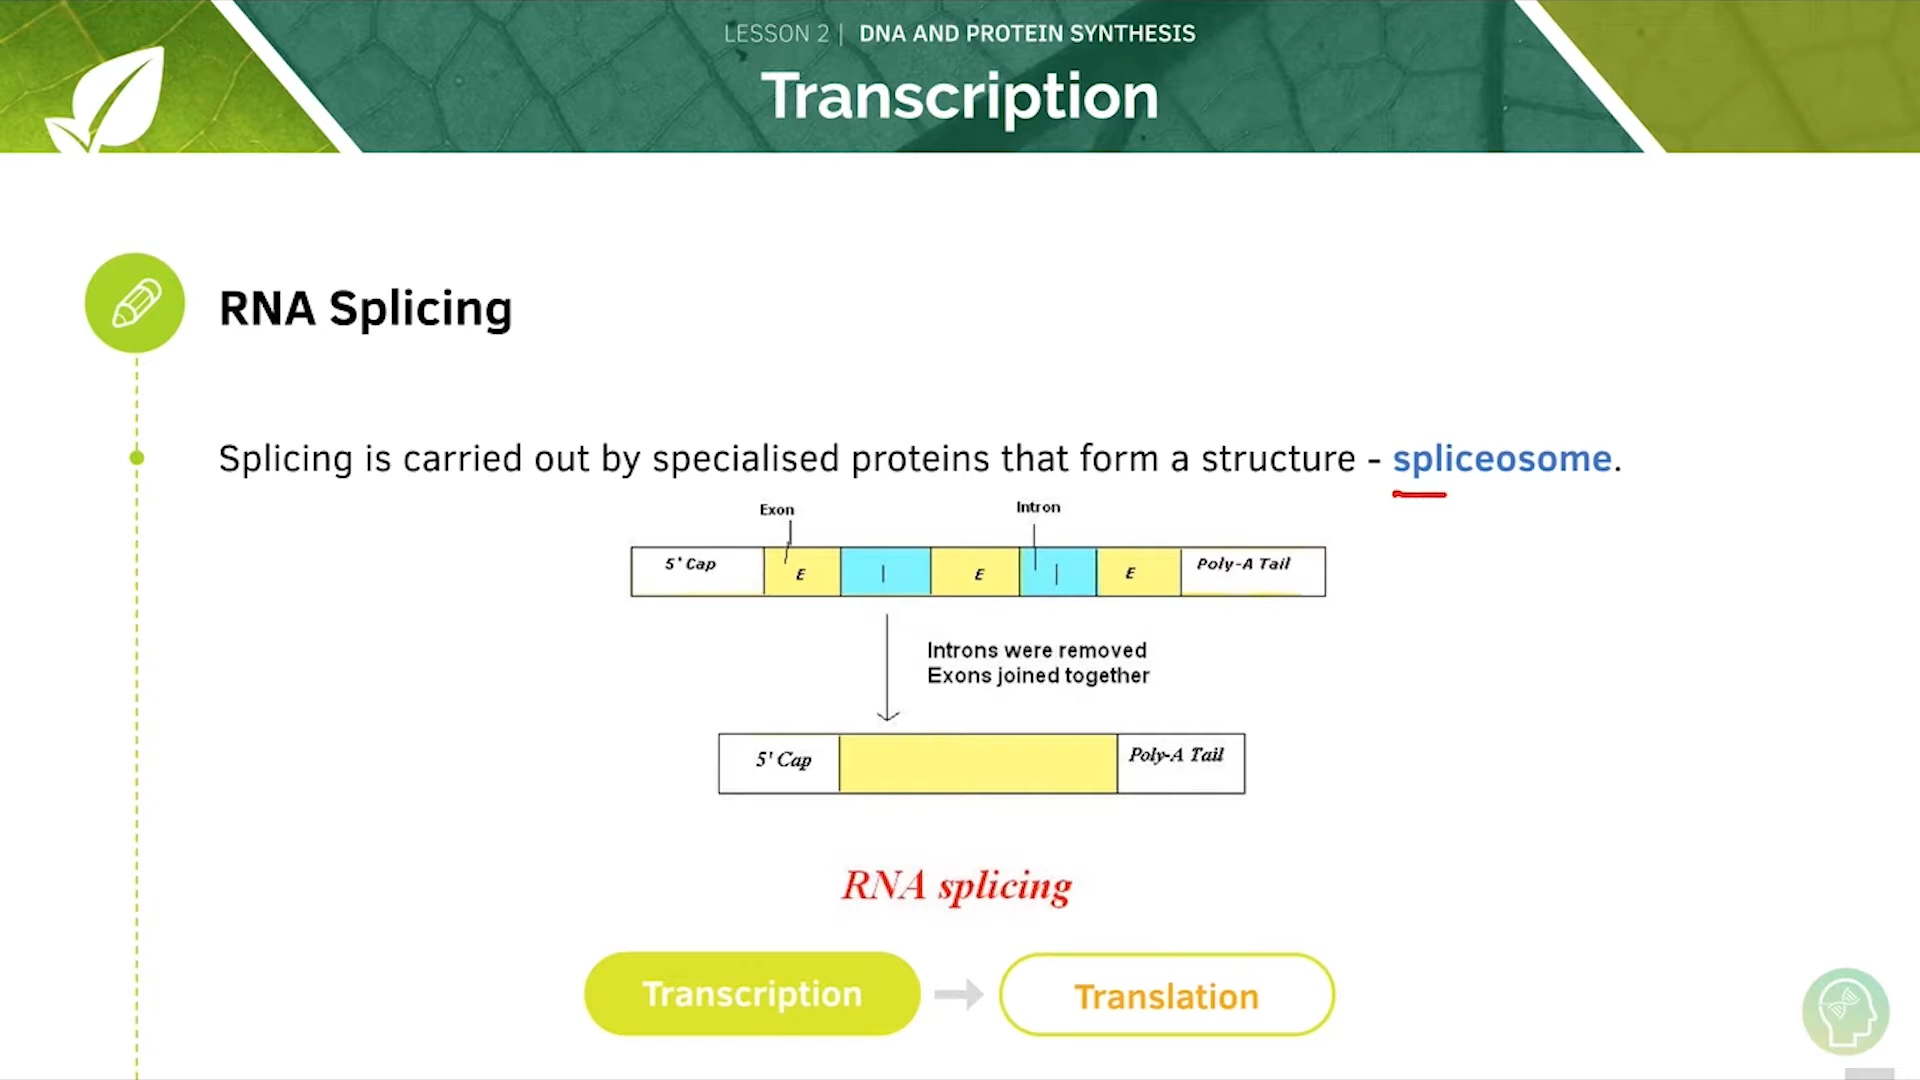 LESSON 2 | DNA AND PROTEIN SYNTHESIS
Transcription
RNA Splicing
Splicing is carried out by specialised proteins that form a structure - spliceosome.
Exon Intron
5' Cap E I E I E Poly-A Tail
Introns were removed
Exons joined together
5' Cap Poly-A Tail
RNA splicing
Transcription Translation